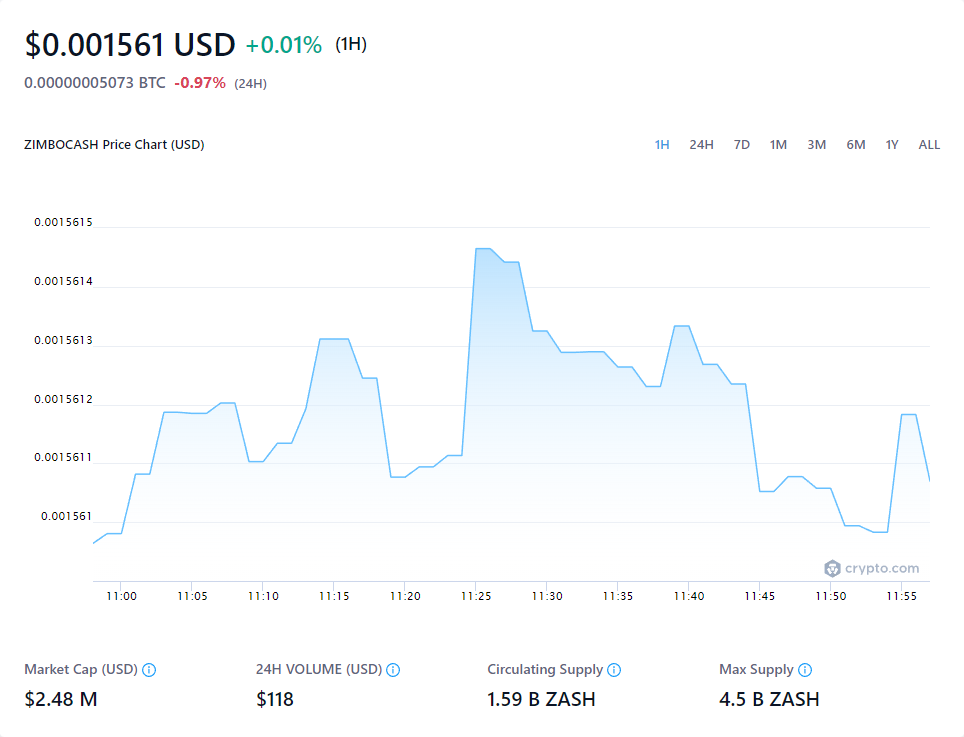 $0.001561 USD +0.01% (1H)
0.00000005073 BTC -0.97% (24H)
ZIMBOCASH Price Chart (USD) 1H 24H 7D 1M 3M 6M 1Y ALL
0.0015615
0.0015614
0.0015613
0.0015612
0.0015611
0.001561
crypto.com
11:00 11:05 11:10 11:15 11:20 11:25 11:30 11:35 11:40 11:45 11:50 11:55
Market Cap (USD) 24H VOLUME (USD) Circulating Supply Max Supply
$2.48 M $118 1.59 B ZASH 4.5 B ZASH